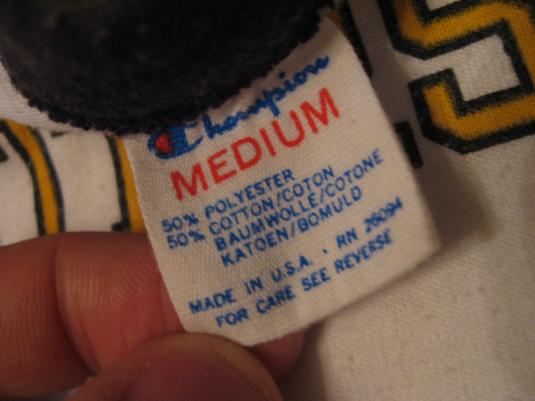 Champion
MEDIUM
50% POLYESTER
50% COTTON/COTON
BAUMWOLLE/COTONE
KATOEN/BOMULD
MADE IN U.S.A. · RN 26094
FOR CARE SEE REVERSE